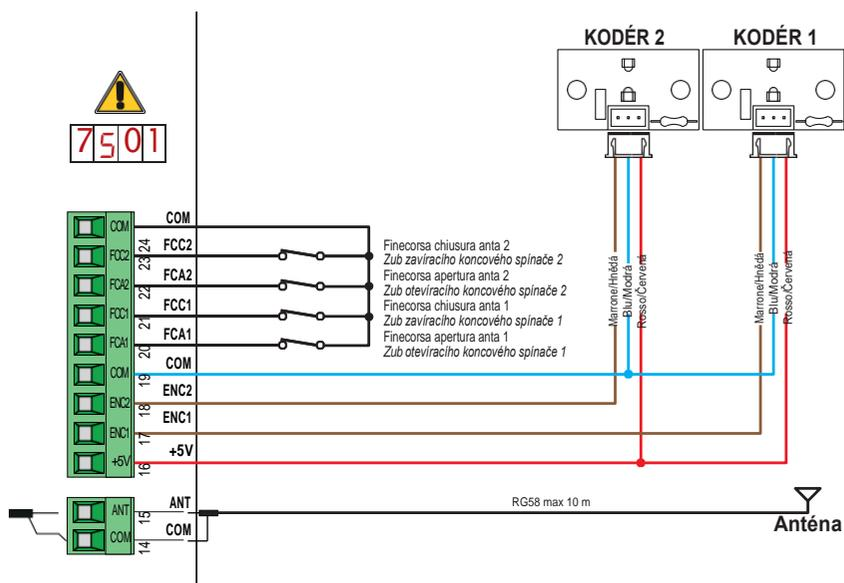 KODÉR 2
KODÉR 1
7501
COM
COM
24
FCC2
FCC2
23
FCA2
FCA2
22
FCC1
FCC1
21
FCA1
FCA1
20
COM
COM
19
ENC2
ENC2
18
ENC1
ENC1
17
+5V
+5V
16
Finecorsa chiusura anta 2
Zub zavíracího koncového spínače 2
Finecorsa apertura anta 2
Zub otevíracího koncového spínače 2
Finecorsa chiusura anta 1
Zub zavíracího koncového spínače 1
Finecorsa apertura anta 1
Zub otevíracího koncového spínače 1
Marrone/Hnědá
Blu/Modrá
Rosso/Červená
Marrone/Hnědá
Blu/Modrá
Rosso/Červená
ANT
ANT
15
COM
COM
14
RG58 max 10 m
Anténa